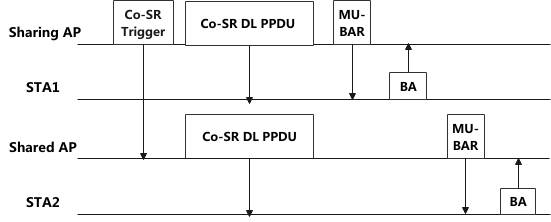 Co-SR
Trigger
Co-SR DL PPDU
MU-
BAR
Sharing AP
STA1
BA
Co-SR DL PPDU
MU-
BAR
Shared AP
STA2
BA